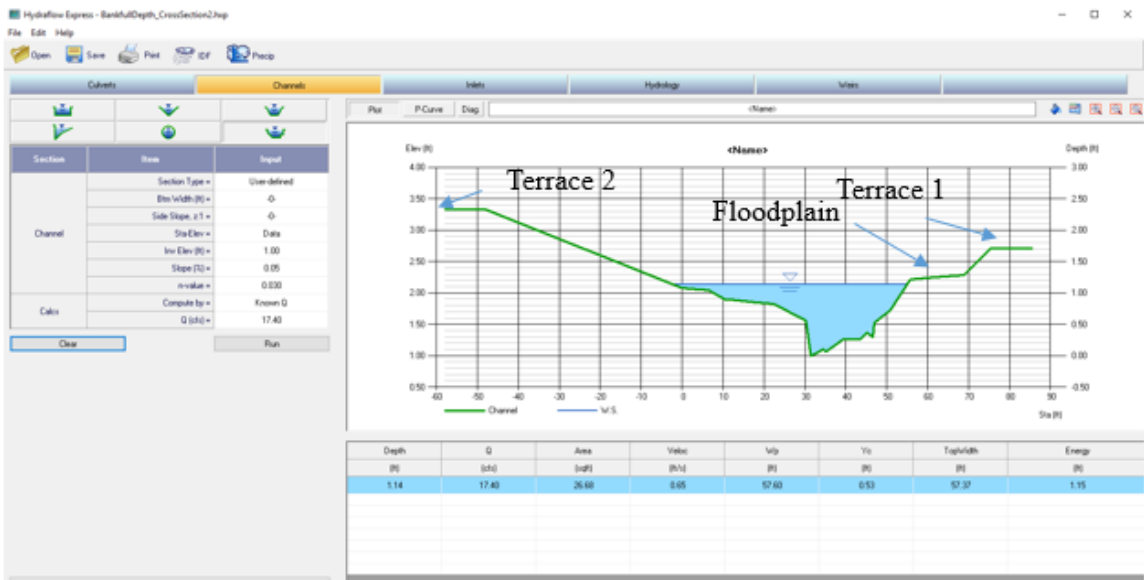 Hydraflow Express - BankfullDepth_CrossSection2.hxp
File Edit Help
Open Save Print IDF Precip
Culverts Channels Inlets Hydrology Weirs
Plot P-Curve Diag <Name>
Section Item Input
Channel
Section Type = User-defined
Btm Width (ft) = -0-
Side Slope, z:1 = -0-
Sta-Elev = Data
Inv Elev (ft) = 1.00
Slope (%) = 0.05
n-value = 0.030
Calcs
Compute by = Known Q
Q (cfs) = 17.40
Clear Run
Elev (ft) <Name> Depth (ft)
4.00 3.00
Terrace 2 Terrace 1
3.50 2.50
Floodplain
3.00 2.00
2.50 1.50
2.00 1.00
1.50 0.50
1.00 0.00
0.50 -0.50
-60 -50 -40 -30 -20 -10 0 10 20 30 40 50 60 70 80 90
Channel W.S. Sta (ft)
Depth Q Area Veloc Wp Yc TopWidth Energy
(ft) (cfs) (sqft) (ft/s) (ft) (ft) (ft) (ft)
1.14 17.40 26.68 0.65 57.60 0.53 57.37 1.15